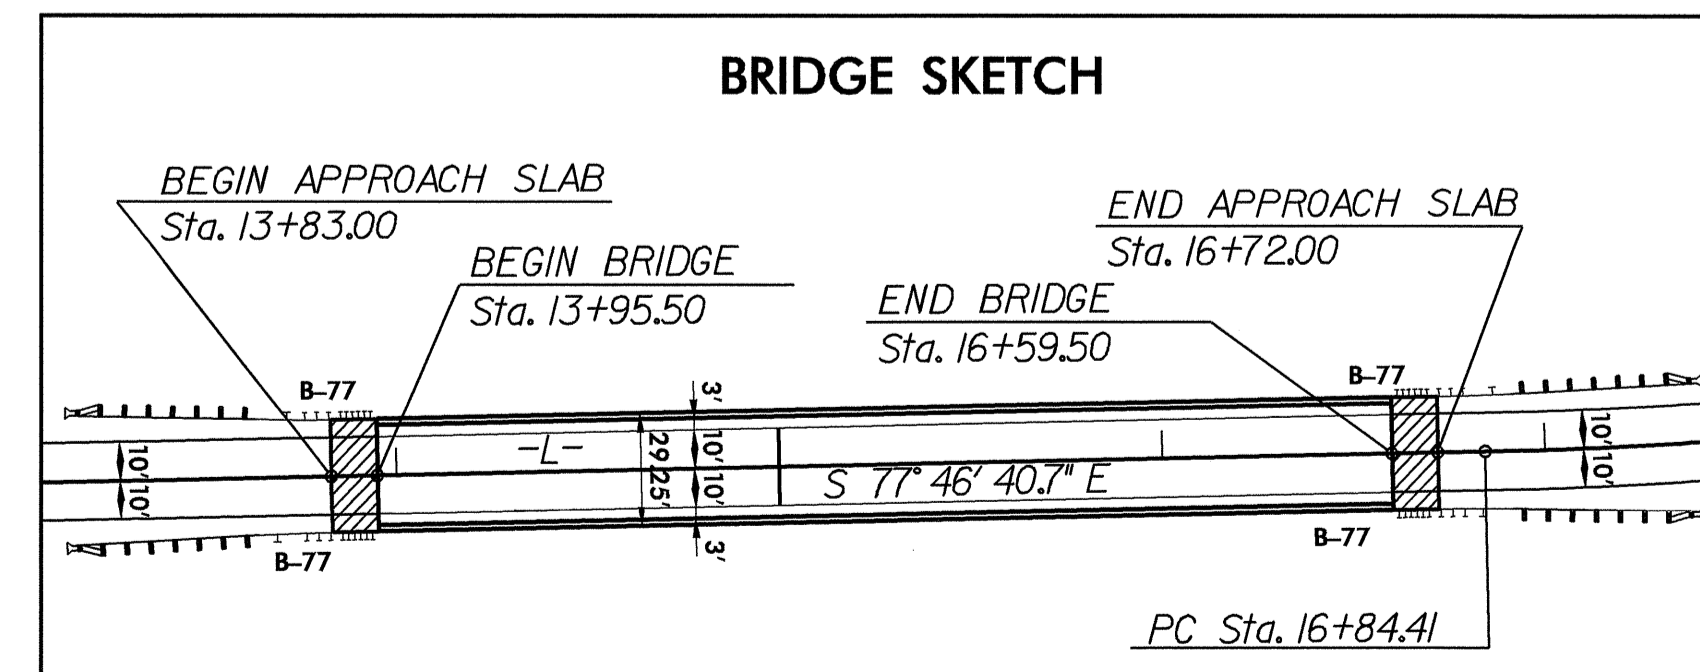 BRIDGE SKETCH
BEGIN APPROACH SLAB
Sta. 13+83.00
END APPROACH SLAB
Sta. 16+72.00
BEGIN BRIDGE
Sta. 13+95.50
END BRIDGE
Sta. 16+59.50
B-77
B-77
3'
10'
10'
-L-
29.25'
10'
10'
S 77° 46' 40.7" E
10'
10'
3'
B-77
B-77
PC Sta. 16+84.41